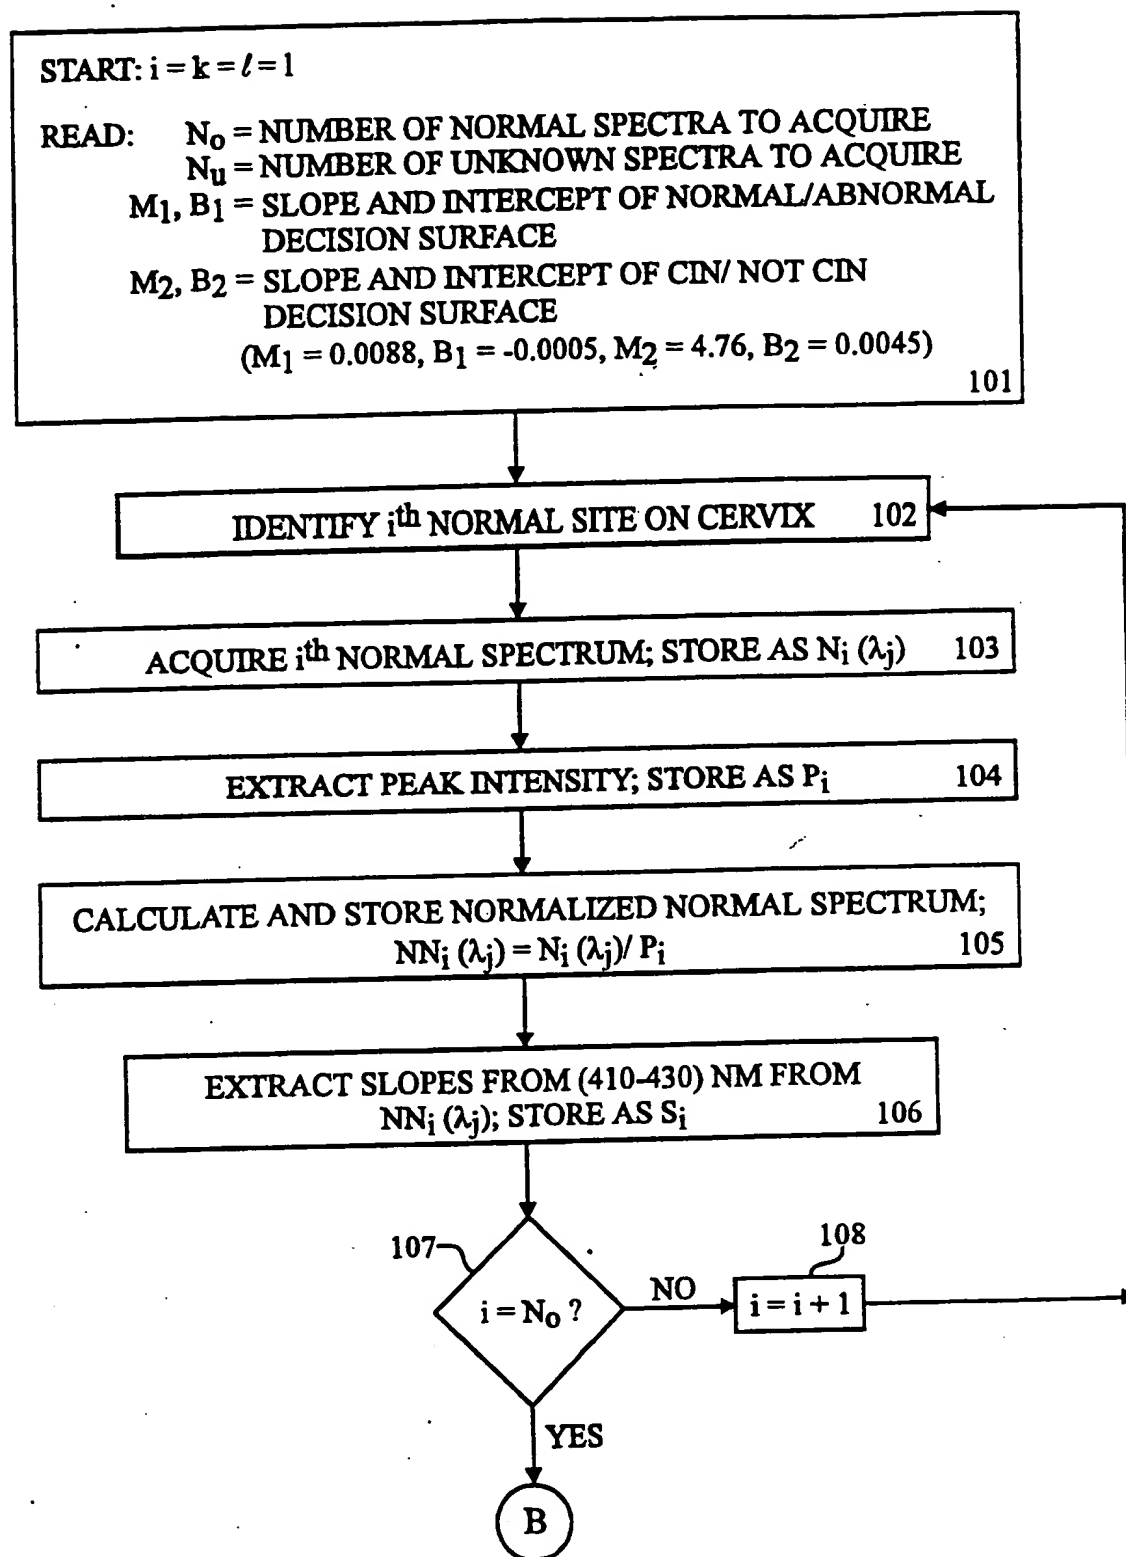 START: i = k = ℓ = 1
READ: N₀ = NUMBER OF NORMAL SPECTRA TO ACQUIRE
Nᵤ = NUMBER OF UNKNOWN SPECTRA TO ACQUIRE
M₁, B₁ = SLOPE AND INTERCEPT OF NORMAL/ABNORMAL
DECISION SURFACE
M₂, B₂ = SLOPE AND INTERCEPT OF CIN/ NOT CIN
DECISION SURFACE
(M₁ = 0.0088, B₁ = -0.0005, M₂ = 4.76, B₂ = 0.0045)
101
IDENTIFY iᵗʰ NORMAL SITE ON CERVIX 102
ACQUIRE iᵗʰ NORMAL SPECTRUM; STORE AS Nᵢ (λⱼ) 103
EXTRACT PEAK INTENSITY; STORE AS Pᵢ 104
CALCULATE AND STORE NORMALIZED NORMAL SPECTRUM;
NNᵢ (λⱼ) = Nᵢ (λⱼ)/ Pᵢ 105
EXTRACT SLOPES FROM (410-430) NM FROM
NNᵢ (λⱼ); STORE AS Sᵢ 106
107
108
i = N₀ ?
NO
i = i + 1
YES
B